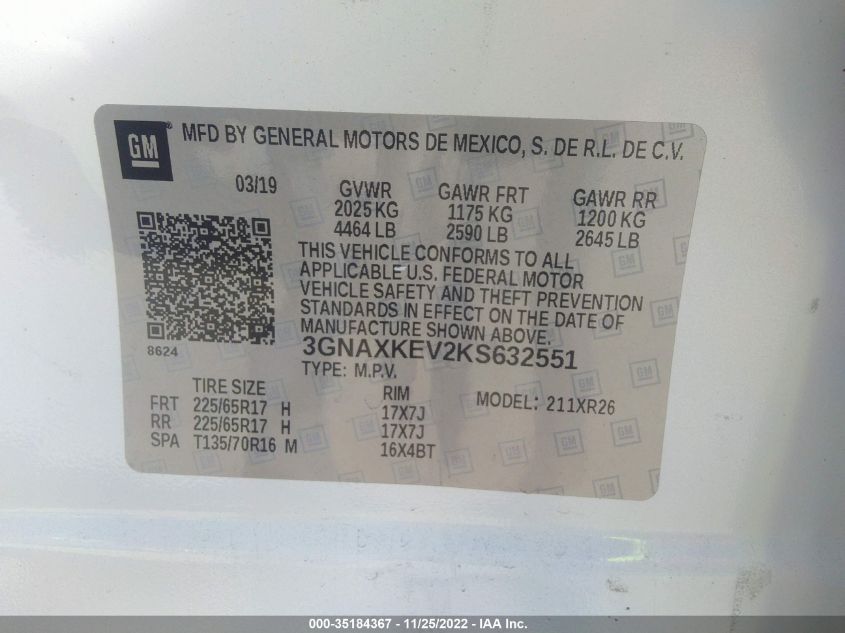 GM ® MFD BY GENERAL MOTORS DE MEXICO, S. DE R.L. DE C.V.
03/19 GVWR GAWR FRT GAWR RR
2025 KG 1175 KG 1200 KG
4464 LB 2590 LB 2645 LB
THIS VEHICLE CONFORMS TO ALL
APPLICABLE U.S. FEDERAL MOTOR
VEHICLE SAFETY AND THEFT PREVENTION
STANDARDS IN EFFECT ON THE DATE OF
MANUFACTURE SHOWN ABOVE.
8624
3GNAXKEV2KS632551
TYPE: M.P.V.
TIRE SIZE RIM MODEL: 211XR26
FRT 225/65R17 H 17X7J
RR 225/65R17 H 17X7J
SPA T135/70R16 M 16X4BT
000-35184367 - 11/25/2022 - IAA Inc.